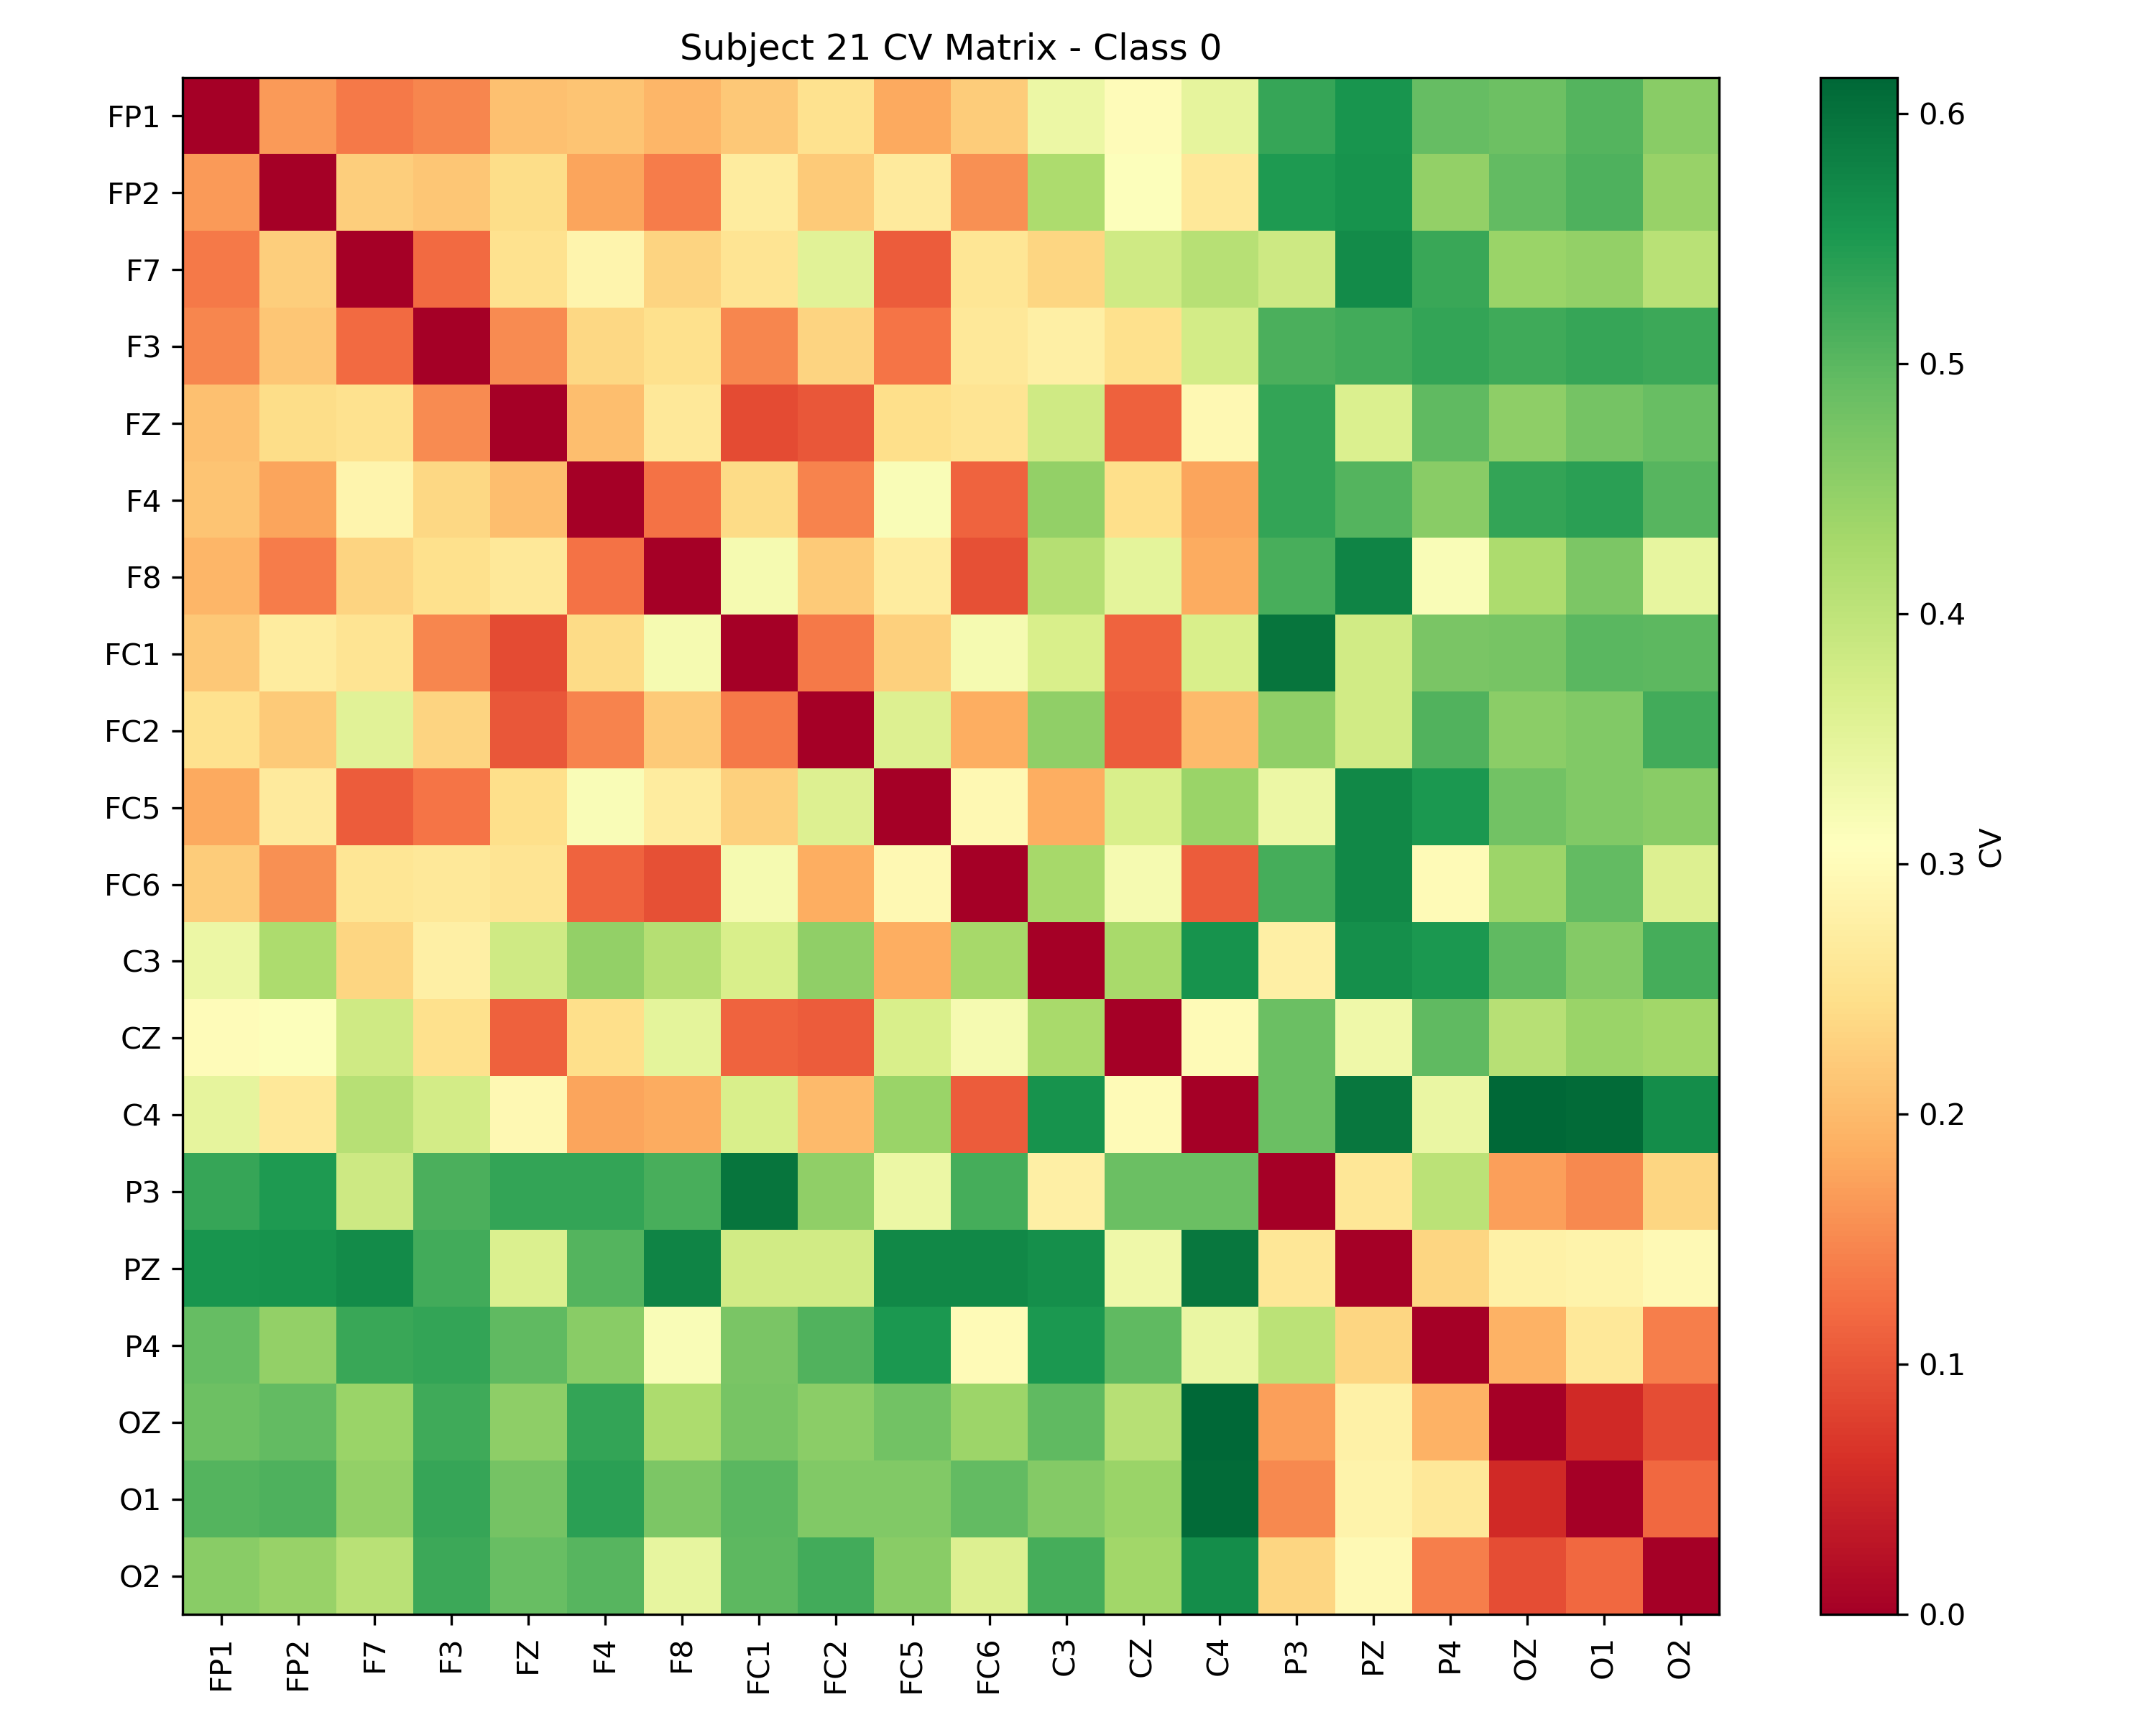 Subject 21 CV Matrix - Class 0
FP1
FP2
F7
F3
FZ
F4
F8
FC1
FC2
FC5
FC6
C3
CZ
C4
P3
PZ
P4
OZ
O1
O2
FP1 FP2 F7 F3 FZ F4 F8 FC1 FC2 FC5 FC6 C3 CZ C4 P3 PZ P4 OZ O1 O2
0.6
0.5
0.4
0.3
0.2
0.1
0.0
CV